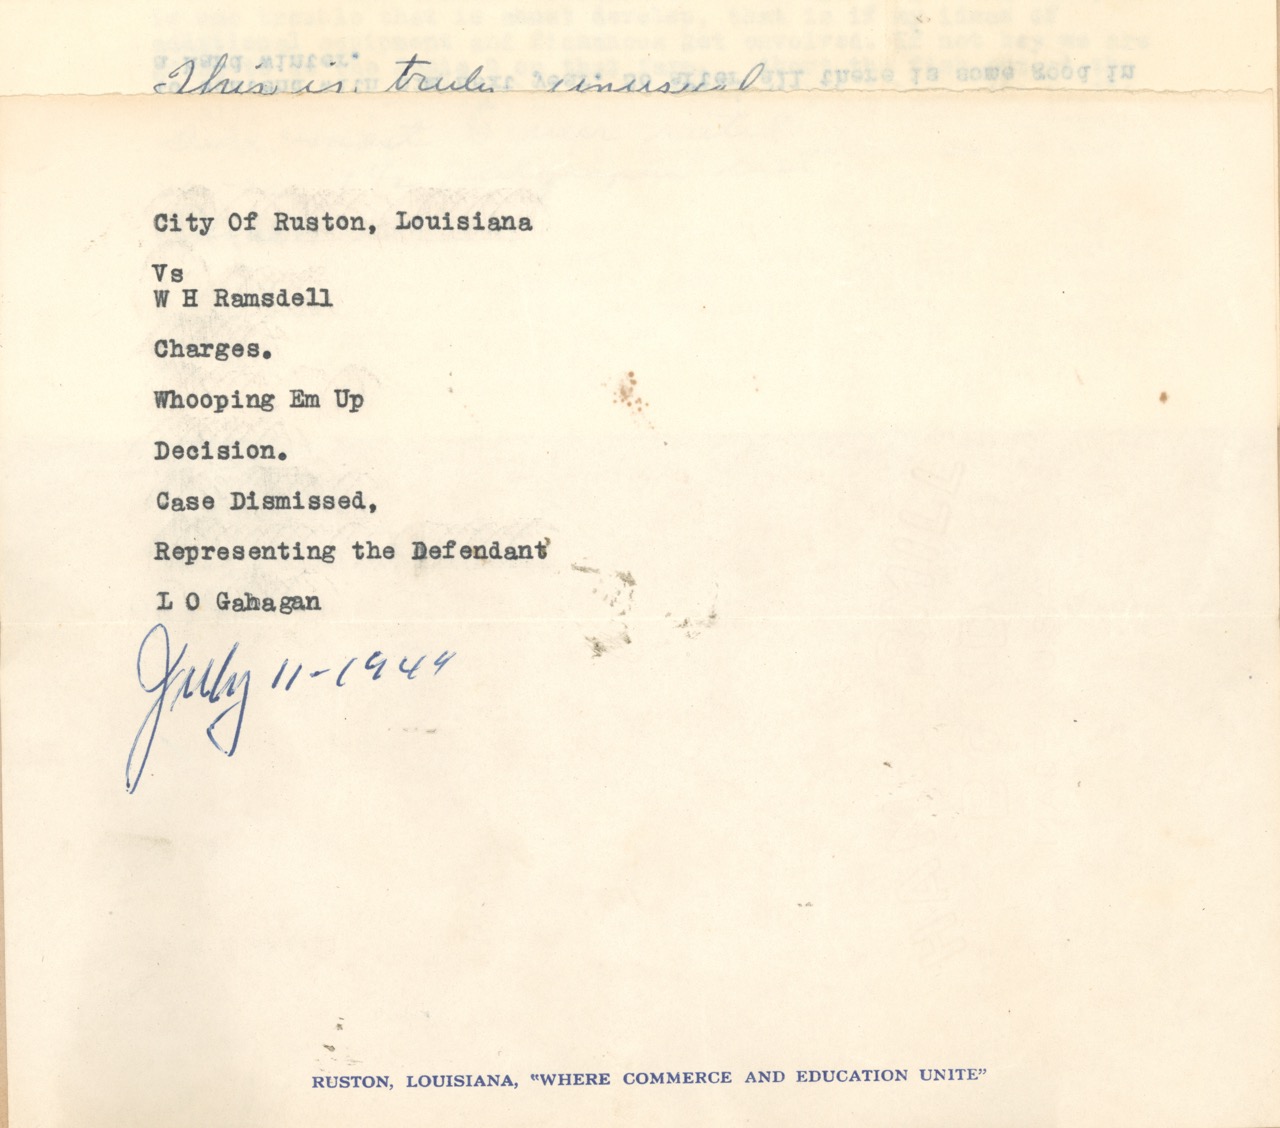 This is truly unusual
City Of Ruston, Louisiana
Vs
W H Ramsdell
Charges.
Whooping Em Up
Decision.
Case Dismissed,
Representing the Defendant
L O Gahagan
July 11-1949
RUSTON, LOUISIANA, "WHERE COMMERCE AND EDUCATION UNITE"